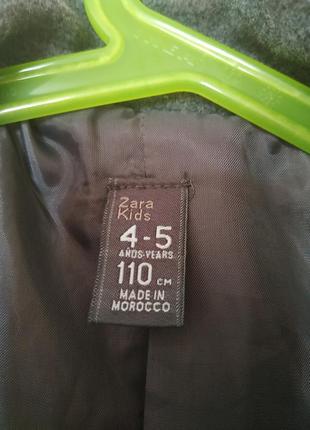 Zara
Kids
4-5
AÑOS-YEARS
110 CM
MADE IN
MOROCCO